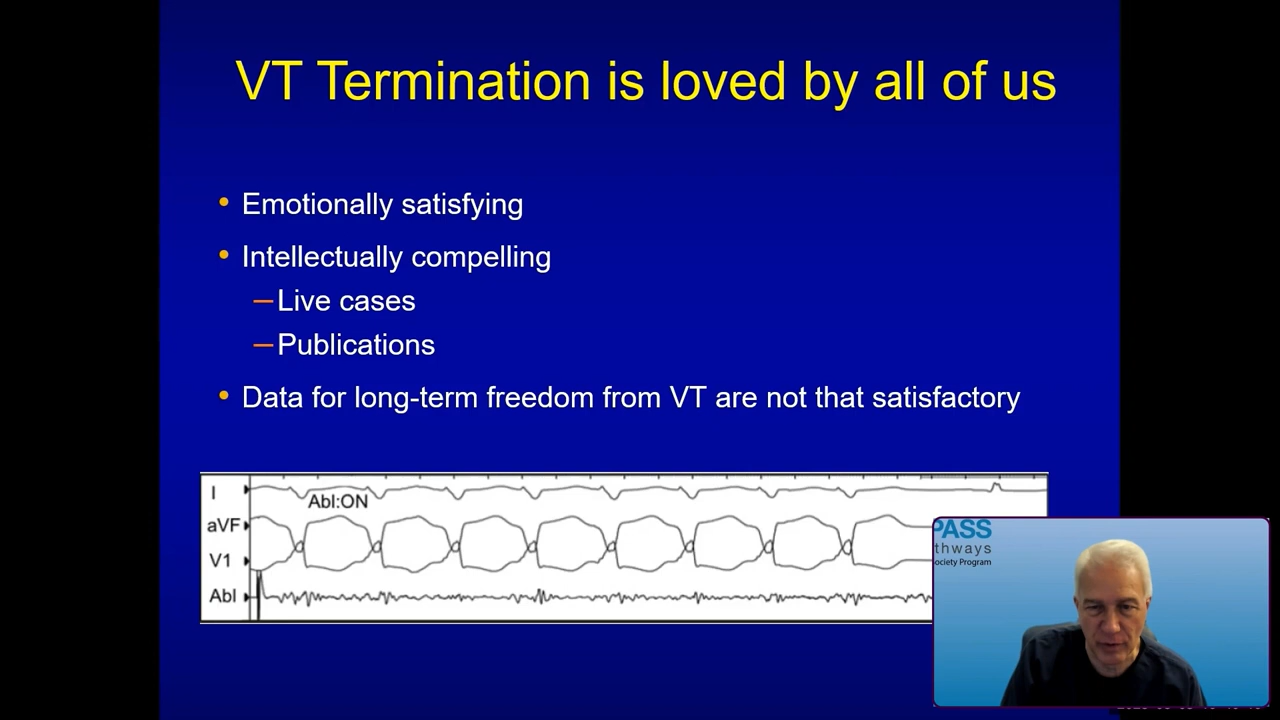 VT Termination is loved by all of us
• Emotionally satisfying
• Intellectually compelling
– Live cases
– Publications
• Data for long-term freedom from VT are not that satisfactory
I
Abl:ON
aVF
V1
Abl
PASS
thways
ociety Program